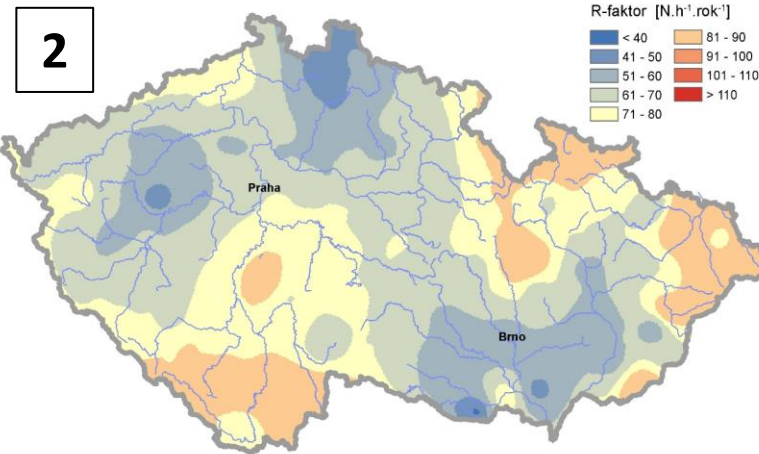 2
R-faktor [N.h⁻¹.rok⁻¹]
< 40
41 - 50
51 - 60
61 - 70
71 - 80
81 - 90
91 - 100
101 - 110
> 110
Praha
Brno